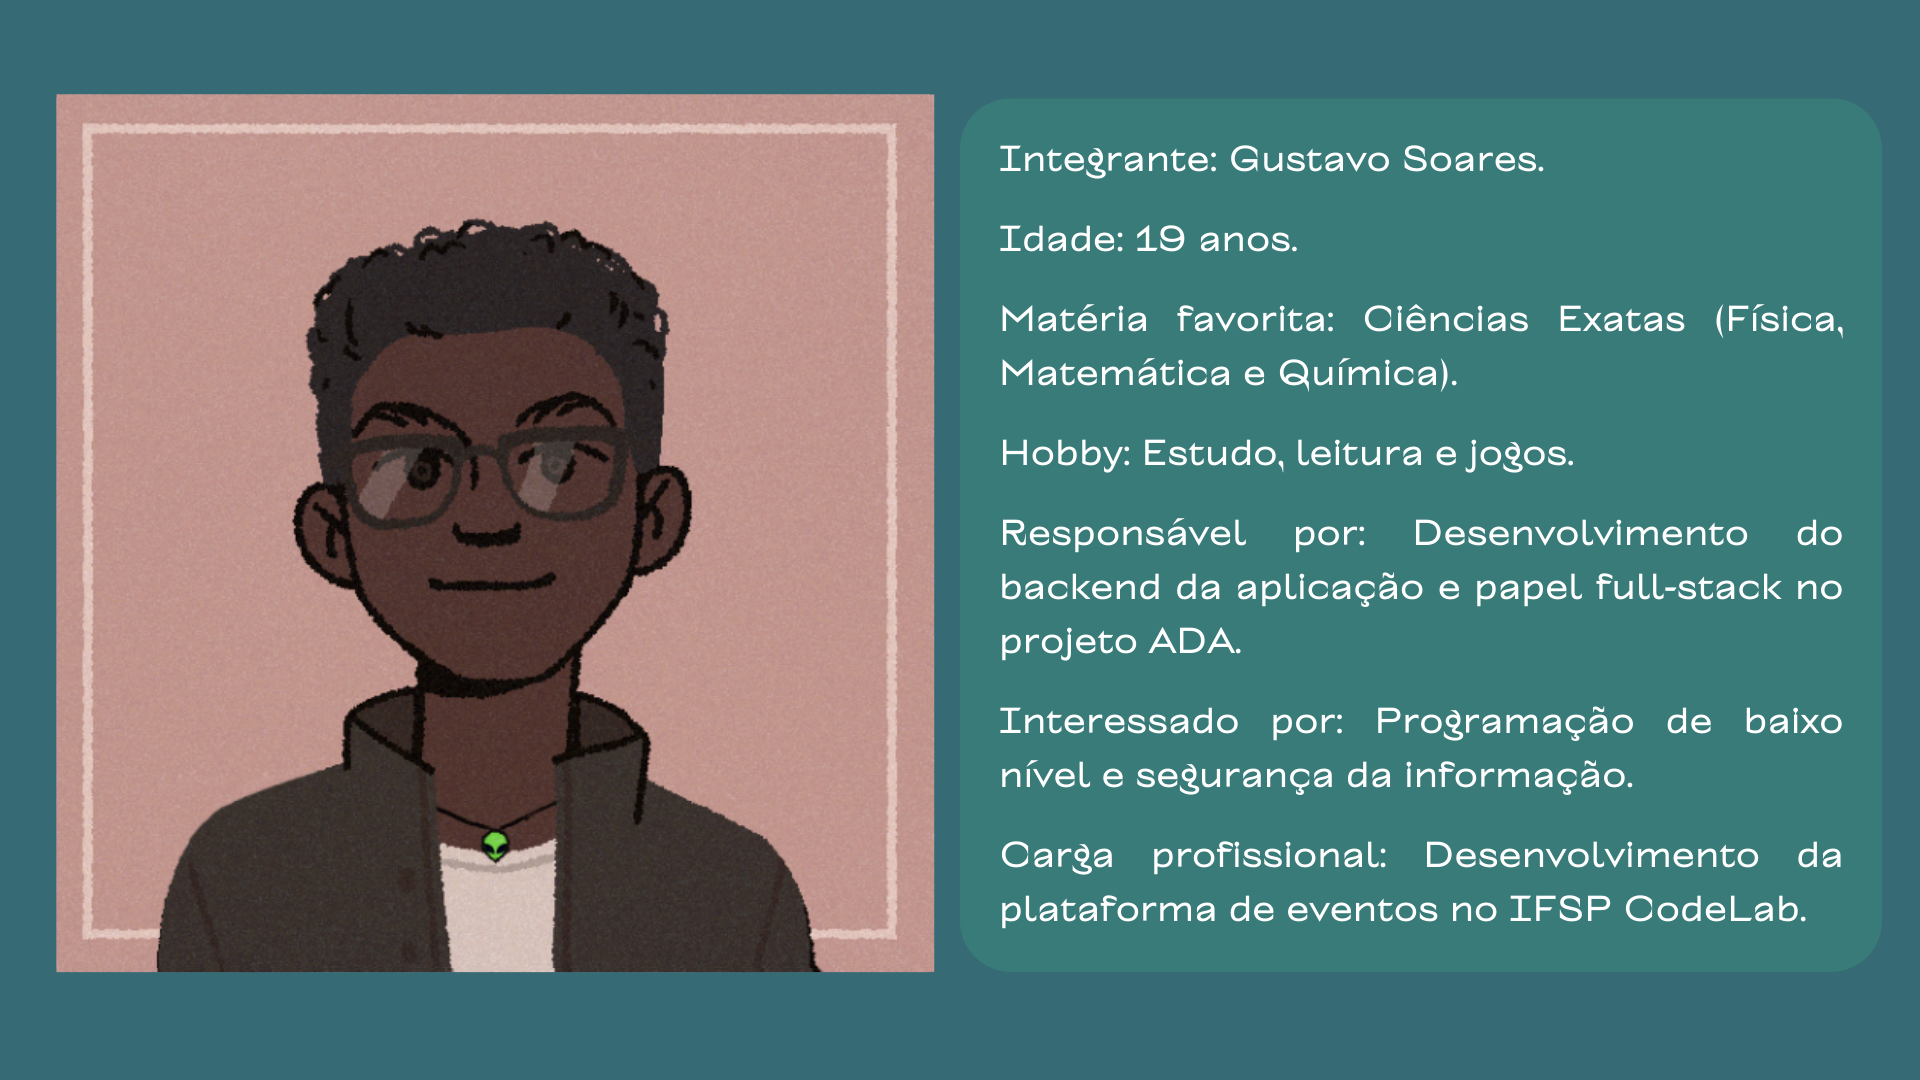 Integrante: Gustavo Soares.
Idade: 19 anos.
Matéria favorita: Ciências Exatas (Física,
Matemática e Química).
Hobby: Estudo, leitura e jogos.
Responsável por: Desenvolvimento do
backend da aplicação e papel full-stack no
projeto ADA.
Interessado por: Programação de baixo
nível e segurança da informação.
Carga profissional: Desenvolvimento da
plataforma de eventos no IFSP CodeLab.